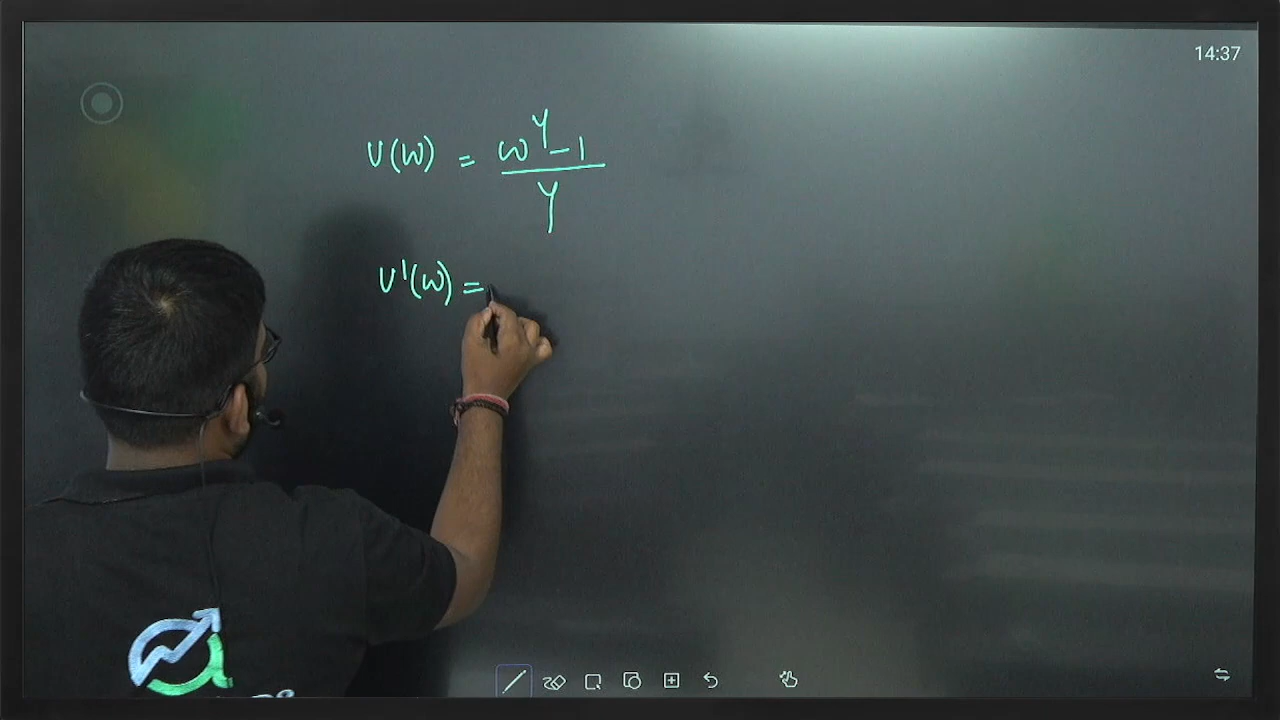 14:37
U(w) = (w^γ - 1) / γ
U'(w) =